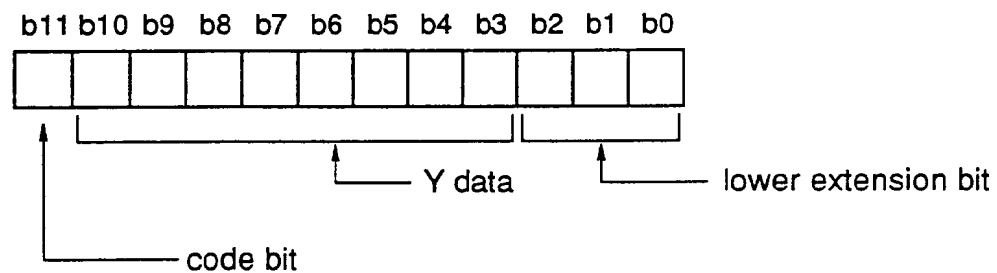 b11 b10 b9 b8 b7 b6 b5 b4 b3 b2 b1 b0
Y data
lower extension bit
code bit